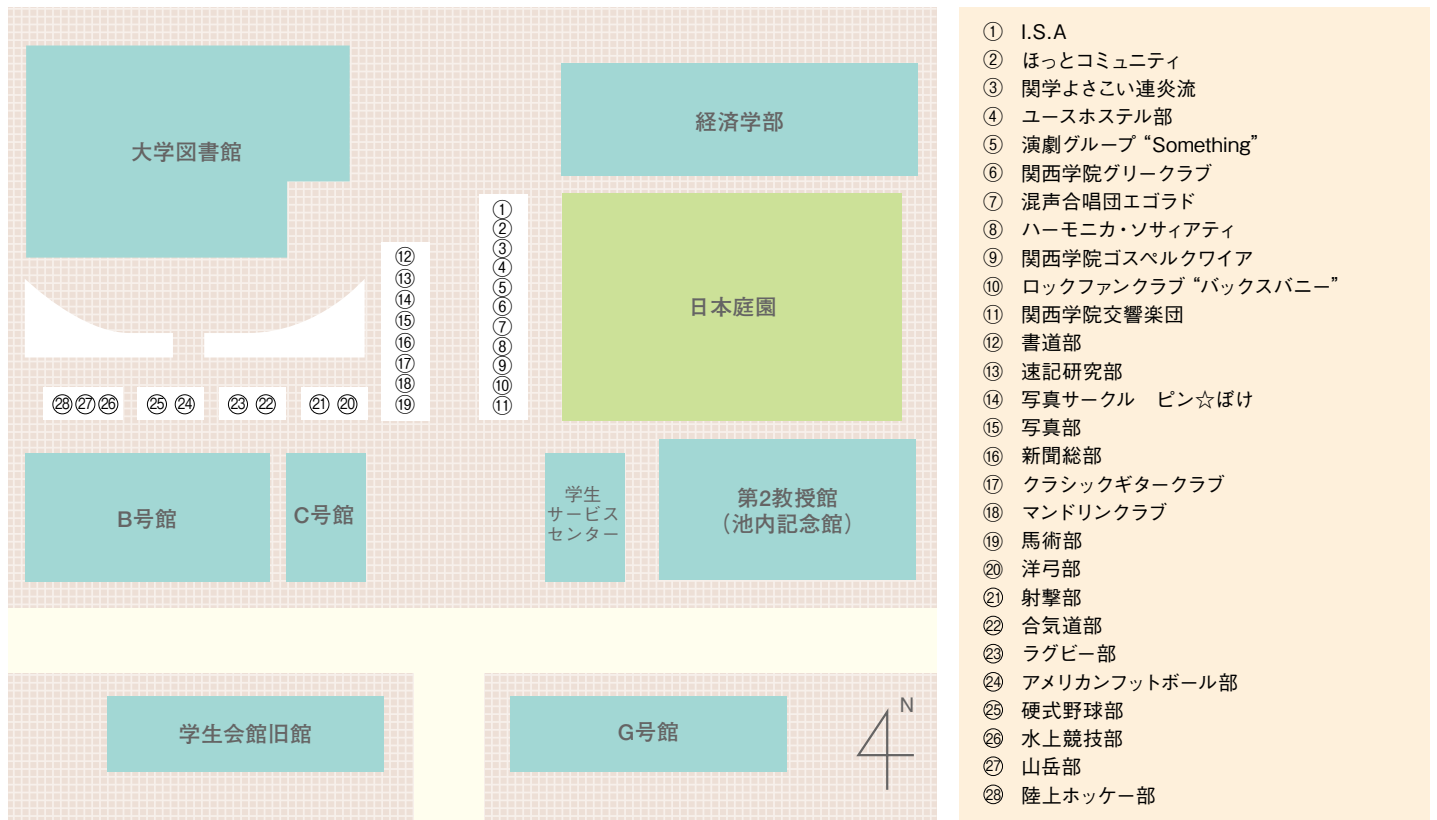 大学図書館
経済学部
①
②
③
④
⑤
⑥
⑦
⑧
⑨
⑩
⑪
⑫
⑬
⑭
⑮
⑯
⑰
⑱
⑲
日本庭園
㉘㉗㉖ ㉕ ㉔ ㉓ ㉒ ㉑ ⑳
B号館
C号館
学生
サービス
センター
第2教授館
（池内記念館）
学生会館旧館
G号館
N
① I.S.A
② ほっとコミュニティ
③ 関学よさこい連炎流
④ ユースホステル部
⑤ 演劇グループ “Something”
⑥ 関西学院グリークラブ
⑦ 混声合唱団エゴラド
⑧ ハーモニカ・ソサィアティ
⑨ 関西学院ゴスペルクワイア
⑩ ロックファンクラブ “バックスバニー”
⑪ 関西学院交響楽団
⑫ 書道部
⑬ 速記研究部
⑭ 写真サークル　ピン☆ぼけ
⑮ 写真部
⑯ 新聞総部
⑰ クラシックギタークラブ
⑱ マンドリンクラブ
⑲ 馬術部
⑳ 洋弓部
㉑ 射撃部
㉒ 合気道部
㉓ ラグビー部
㉔ アメリカンフットボール部
㉕ 硬式野球部
㉖ 水上競技部
㉗ 山岳部
㉘ 陸上ホッケー部